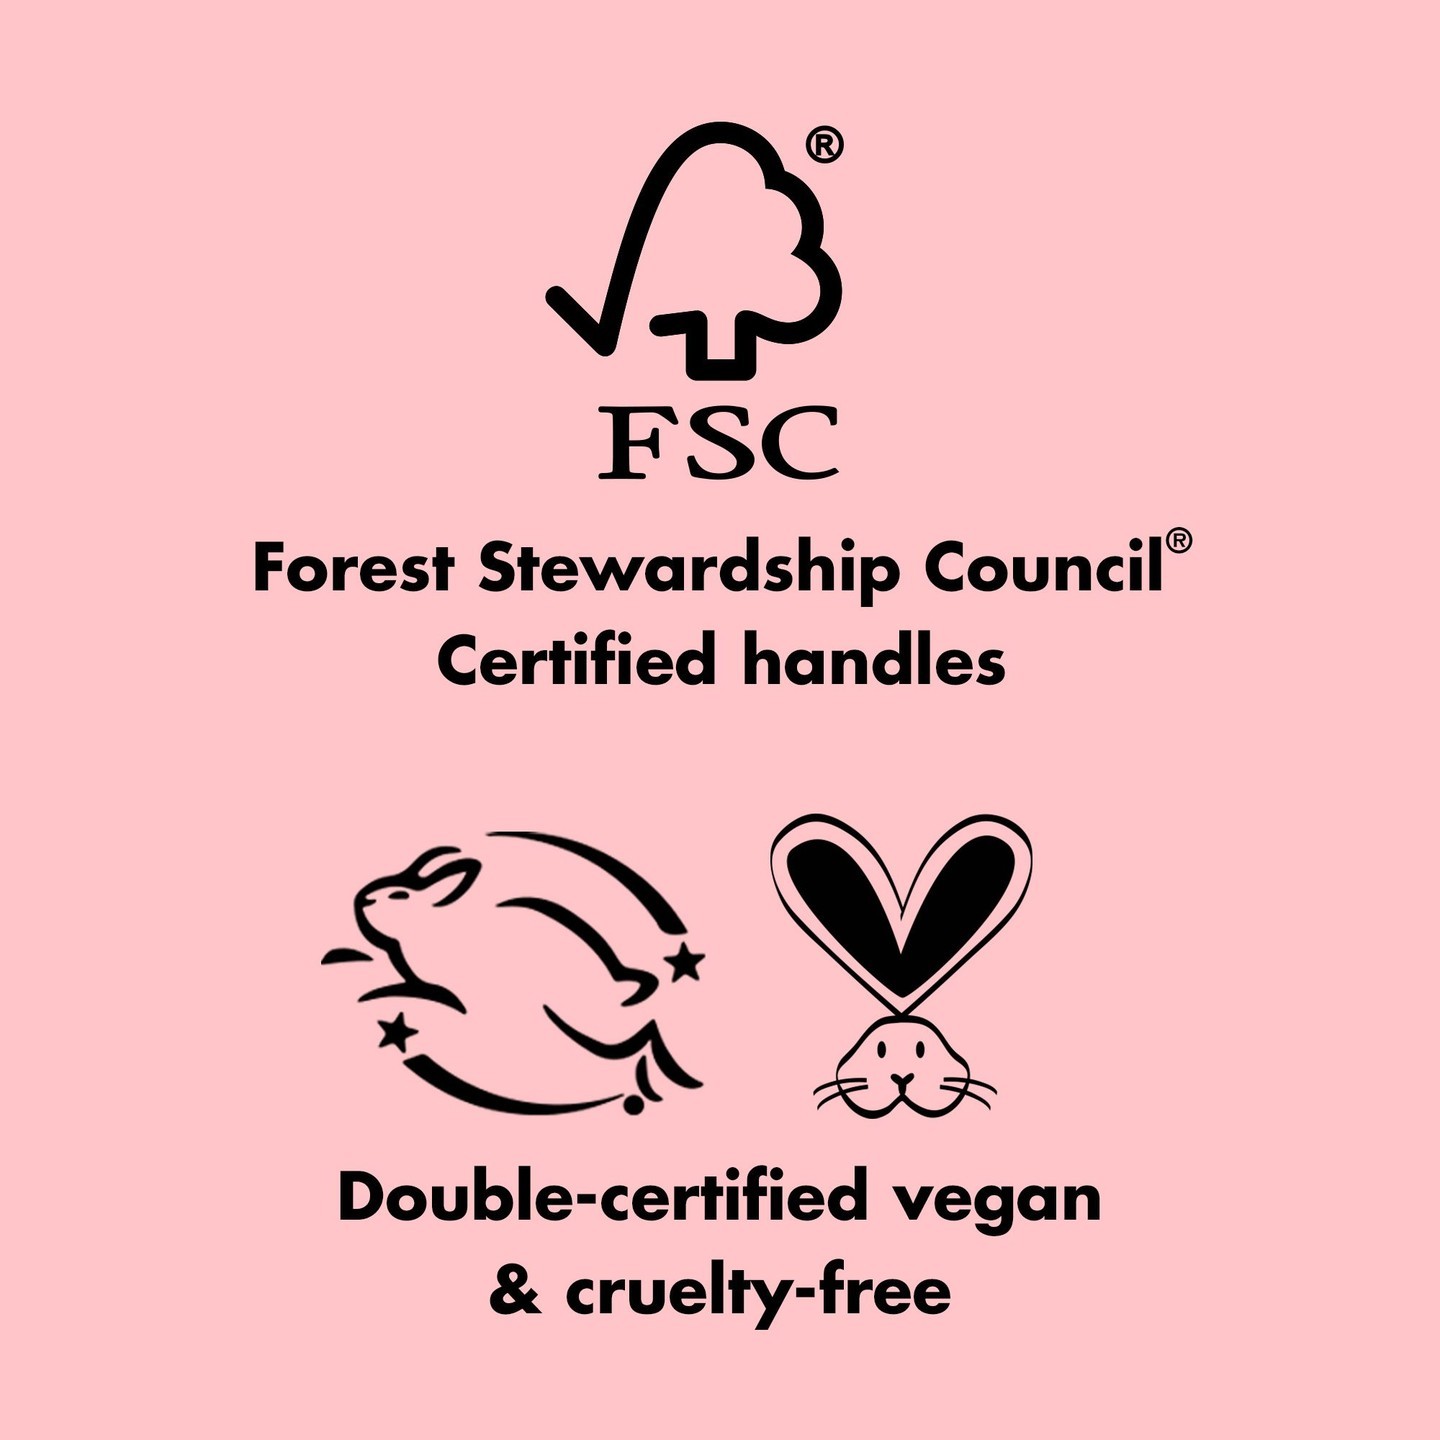 ®
FSC
Forest Stewardship Council®
Certified handles
Double-certified vegan
& cruelty-free